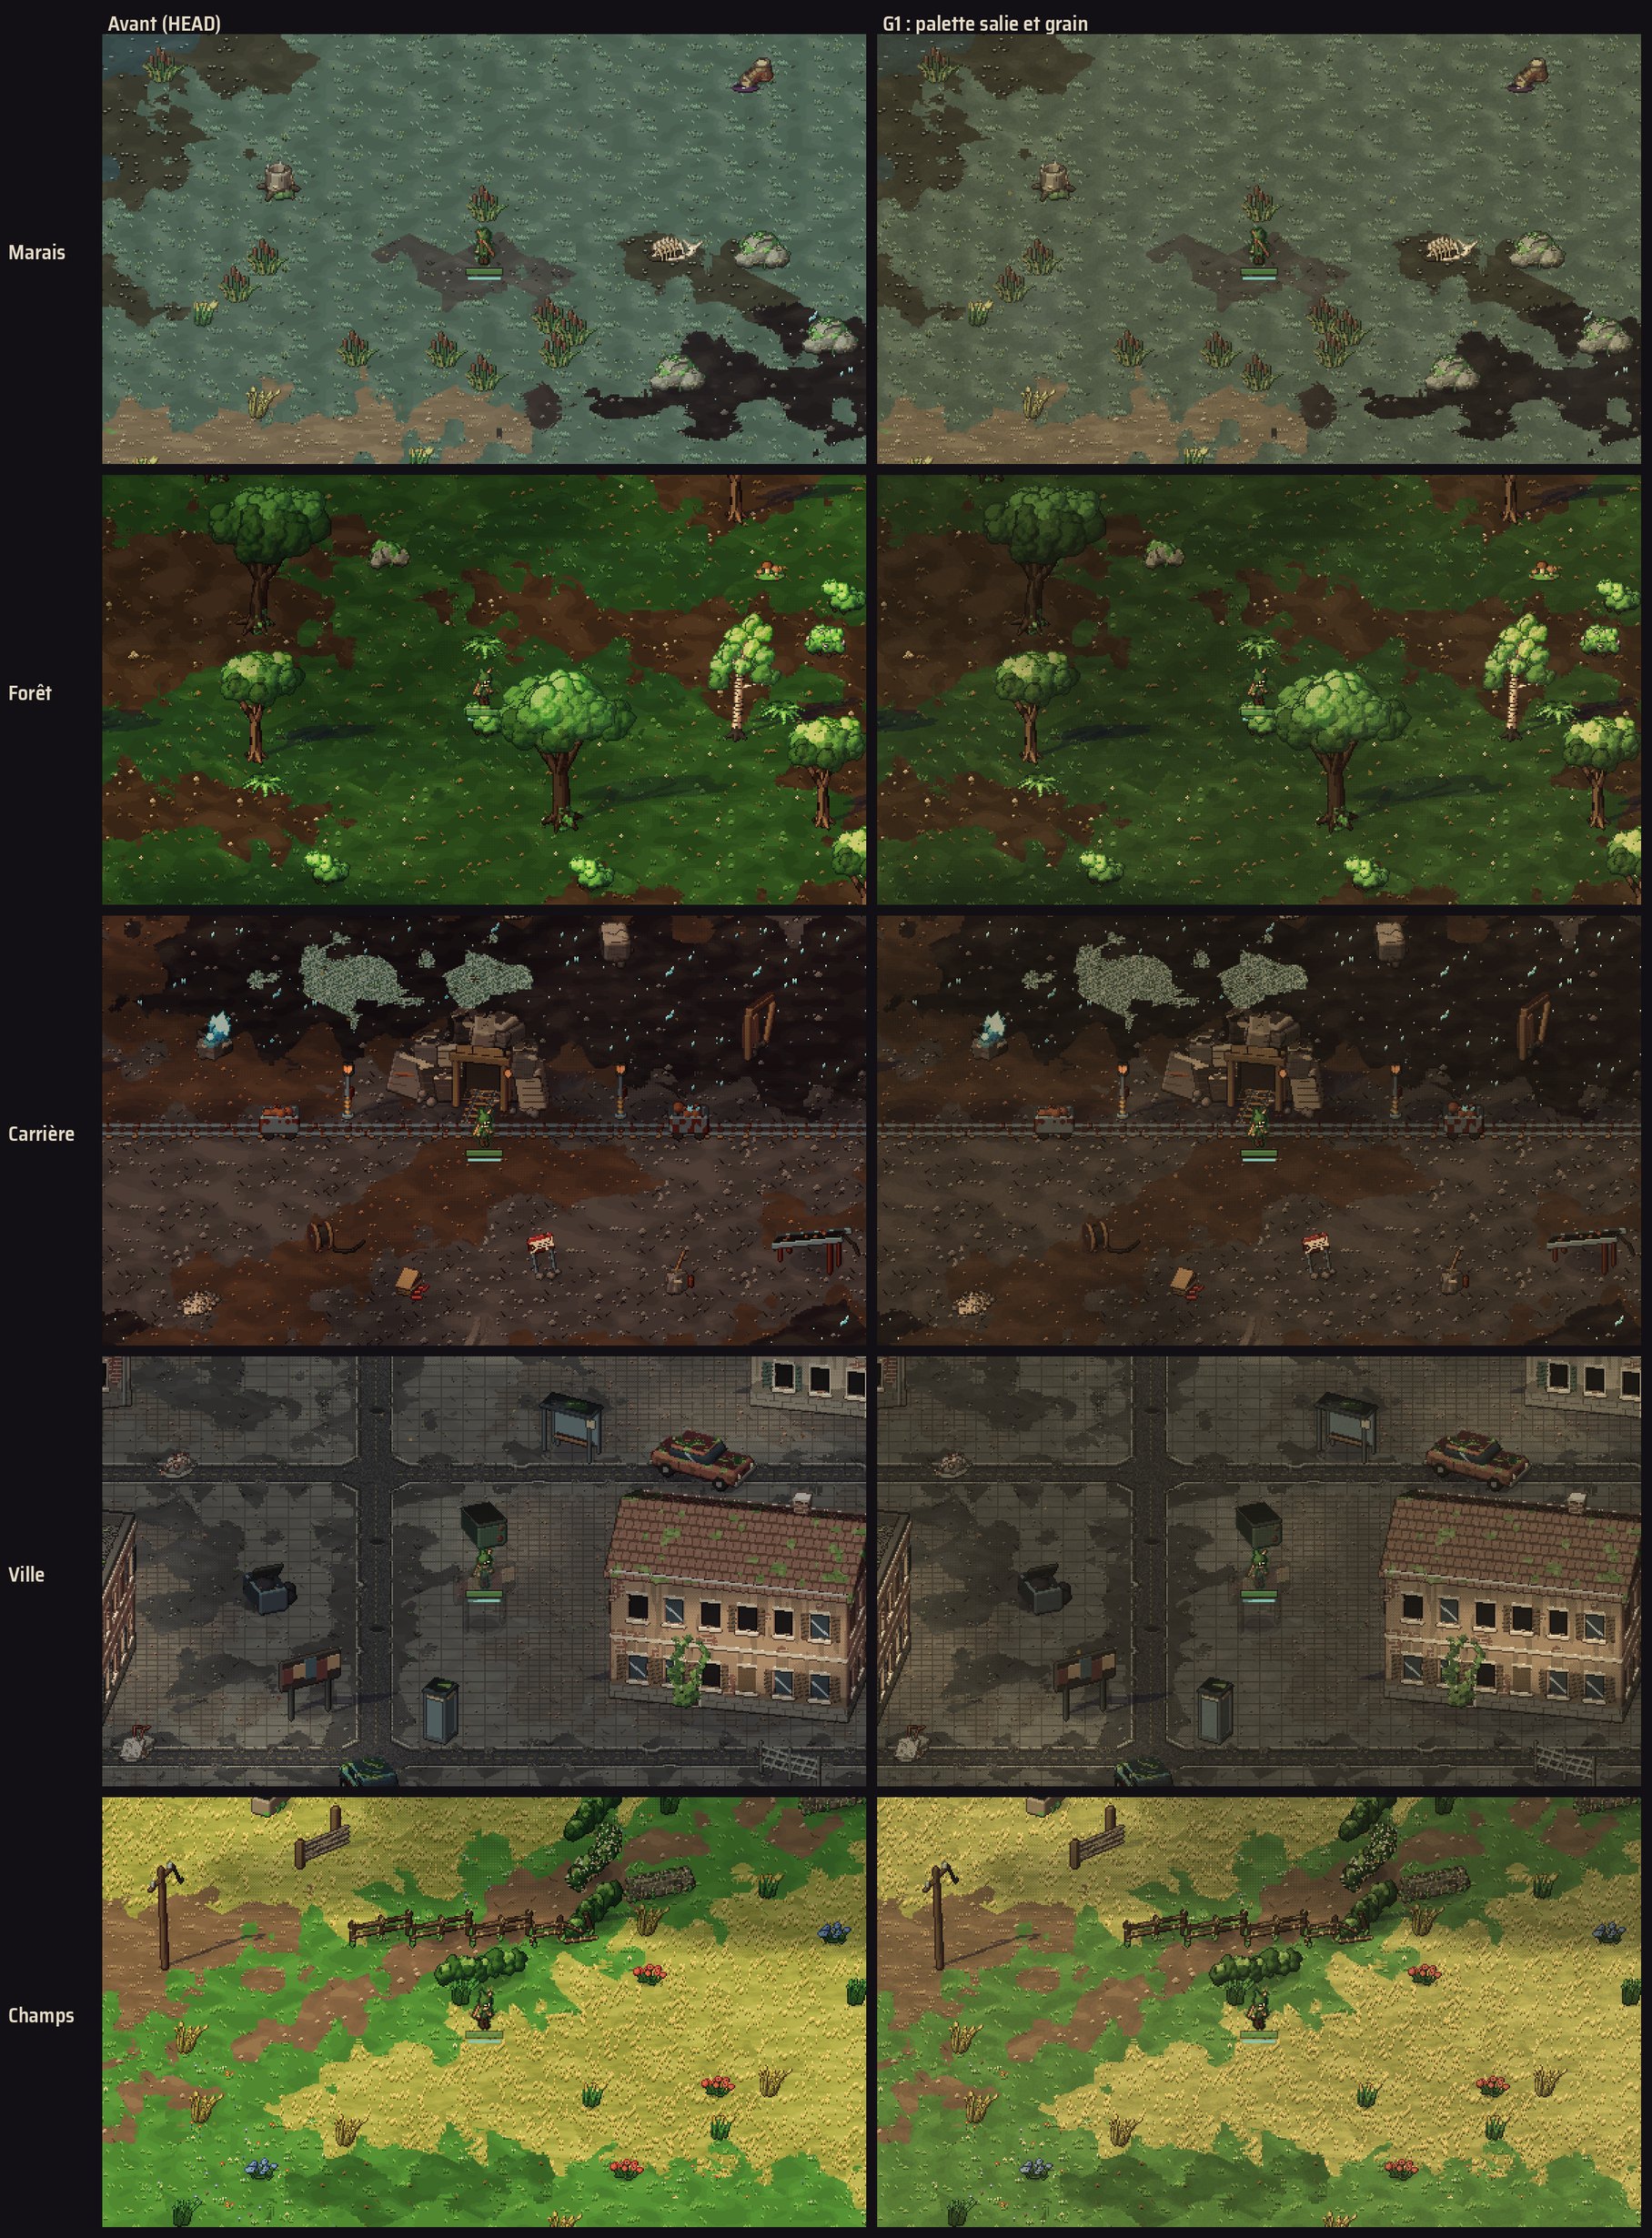 Avant (HEAD)
G1 : palette salie et grain
Marais
Forêt
Carrière
Ville
Champs